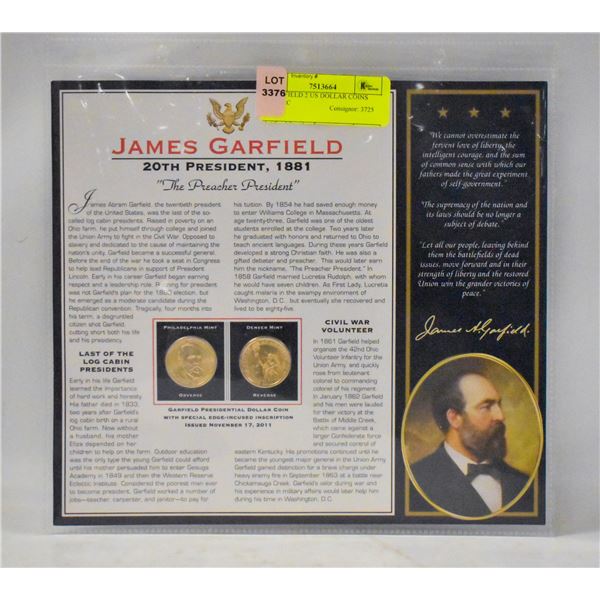 LOT
3376
Inventory #
7513664
FIELD 2 US DOLLAR COINS
C
Consignor: 3725
JAMES GARFIELD
20TH PRESIDENT, 1881
"The Preacher President"
James Abram Garfield, the twentieth president
of the United States, was the last of the so-
called log cabin presidents. Raised in poverty on an
Ohio farm, he put himself through college and joined
the Union Army to fight in the Civil War. Opposed to
slavery and dedicated to the cause of maintaining the
nation's unity, Garfield became a successful general.
Before the end of the war he took a seat in Congress
to help lead Republicans in support of President
Lincoln. Early in his career Garfield began earning
respect and a leadership role. Running for president
was not Garfield's plan for the 1880 election, but
he emerged as a moderate candidate during the
Republican convention. Tragically, four months into
his term, a disgruntled
citizen shot Garfield
cutting short both his life
and his presidency.
LAST OF THE
LOG CABIN
PRESIDENTS
Early in his life Garfield
learned the importance
of hard work and honesty.
His father died in 1833,
two years after Garfield's
log cabin birth on a rural
Ohio farm. Now without
a husband, his mother
Eliza depended on her
children to help on the farm. Outdoor education
was the only type the young Garfield could afford
until his mother persuaded him to enter Geauga
Academy in 1849 and then the Western Reserve
Eclectic Institute. Considered the poorest man ever
to become president, Garfield worked a number of
jobs—teacher, carpenter, and janitor—to pay for
his tuition. By 1854 he had saved enough money
to enter Williams College in Massachusetts. At
age twenty-three, Garfield was one of the oldest
students enrolled at the college. Two years later
he graduated with honors and returned to Ohio to
teach ancient languages. During these years Garfield
developed a strong Christian faith. He was also a
gifted debater and preacher. This would later earn
him the nickname, "The Preacher President." In
1858 Garfield married Lucretia Rudolph, with whom
he would have seven children. As First Lady, Lucretia
caught malaria in the swampy environment of
Washington, D.C. but eventually she recovered and
lived to be eighty-five.
PHILADELPHIA MINT
OBVERSE
DENVER MINT
REVERSE
GARFIELD PRESIDENTIAL DOLLAR COIN
WITH SPECIAL EDGE-INCUSED INSCRIPTION
ISSUED NOVEMBER 17, 2011
CIVIL WAR
VOLUNTEER
In 1861 Garfield helped
organize the 42nd Ohio
Volunteer Infantry for the
Union Army, and quickly
rose from lieutenant
colonel to commanding
colonel of his regiment.
In January 1862 Garfield
and his men were lauded
for their victory at the
Battle of Middle Creek,
which came against a
larger Confederate force
and secured control of
eastern Kentucky. His promotions continued until he
became the youngest major general in the Union Army.
Garfield gained distinction for a brave charge under
heavy enemy fire in September 1863 at a battle near
Chickamauga Creek. Garfield's valor during war and
his experience in military affairs would later help him
during his time in Washington, D.C.
"We cannot overestimate the
fervent love of liberty, the
intelligent courage, and the sum
of common sense with which our
fathers made the great experiment
of self-government."
"The supremacy of the nation and
its laws should be no longer a
subject of debate."
"Let all our people, leaving behind
them the battlefields of dead
issues, move forward and in their
strength of liberty and the restored
Union win the grander victories of
peace."
James A Garfield.